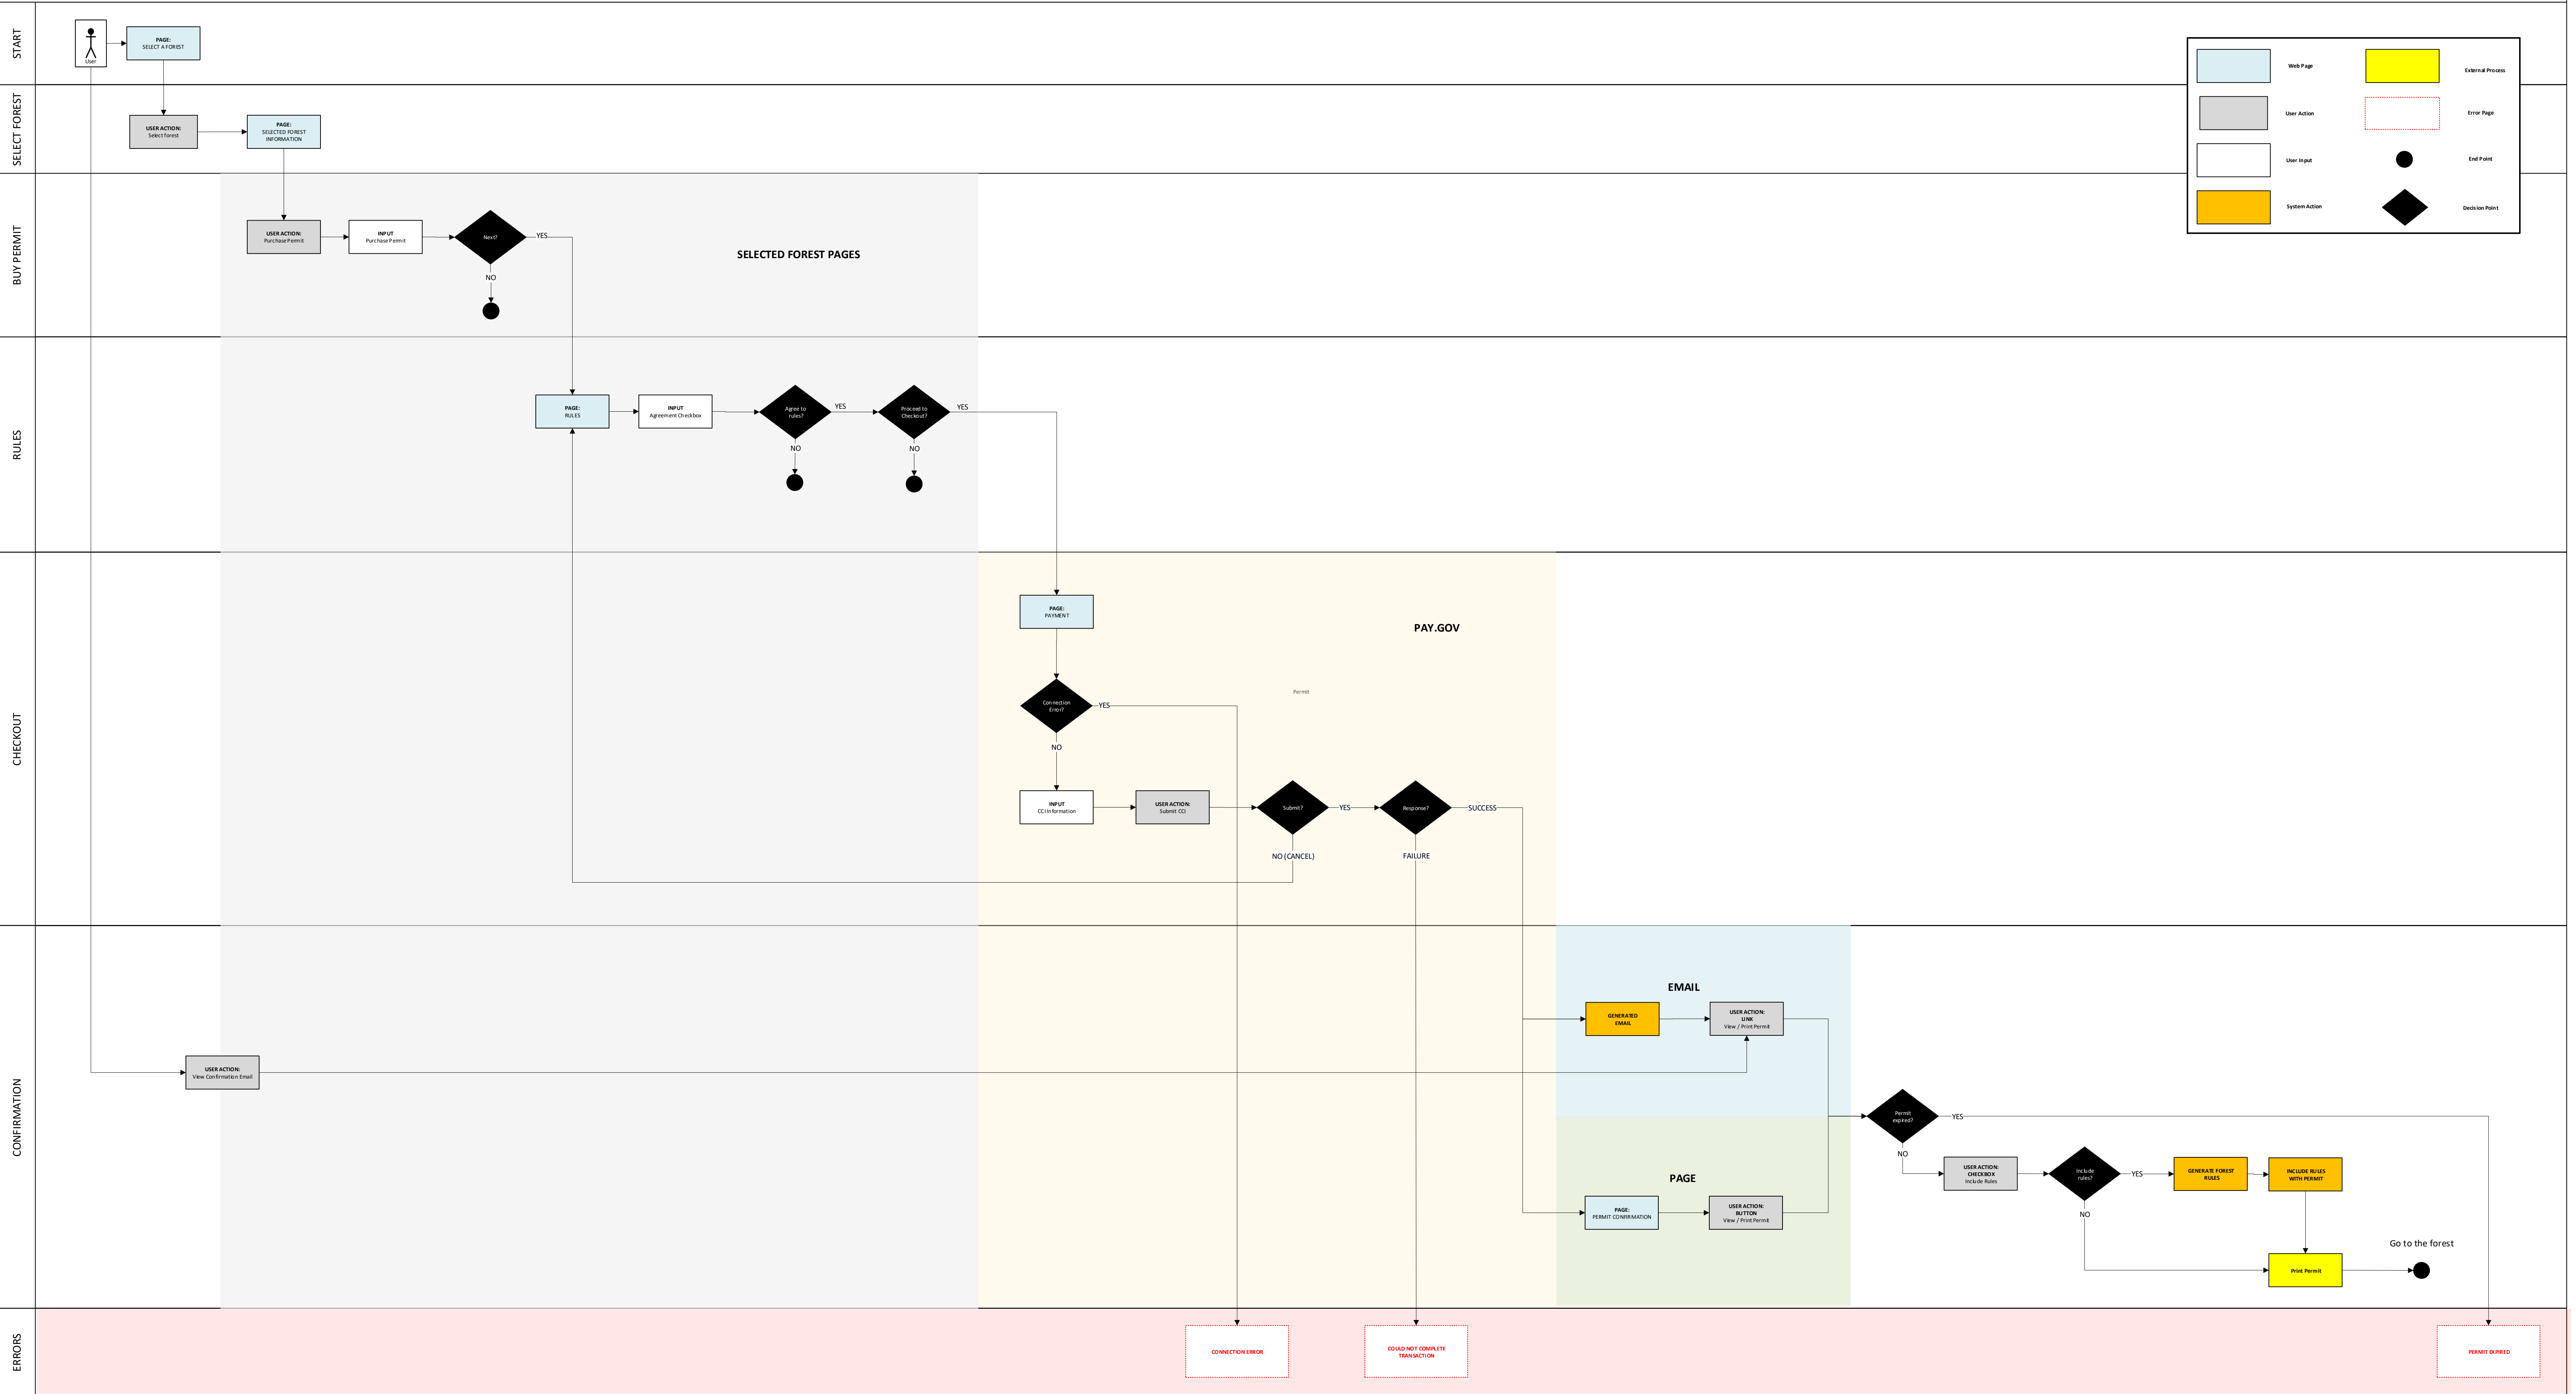 START
User
PAGE:
SELECT A FOREST
Web Page
External Process
User Action
Error Page
User Input
End Point
System Action
Decision Point
SELECT FOREST
USER ACTION:
Select forest
PAGE:
SELECTED FOREST
INFORMATION
BUY PERMIT
USER ACTION:
Purchase Permit
INPUT
Purchase Permit
Next?
YES
NO
SELECTED FOREST PAGES
RULES
PAGE:
RULES
INPUT
Agreement Checkbox
Agree to
rules?
YES
NO
Proceed to
Checkout?
YES
NO
CHECKOUT
PAGE:
PAYMENT
PAY.GOV
Permit
Connection
Error?
YES
NO
INPUT
CCI Information
USER ACTION:
Submit CCI
Submit?
YES
NO (CANCEL)
Response?
SUCCESS
FAILURE
CONFIRMATION
EMAIL
GENERATED
EMAIL
USER ACTION:
LINK
View / Print Permit
USER ACTION:
View Confirmation Email
PAGE
PAGE:
PERMIT CONFIRMATION
USER ACTION:
BUTTON
View / Print Permit
Permit
expired?
YES
NO
USER ACTION:
CHECKBOX
Include Rules
Include
rules?
YES
NO
GENERATE FOREST
RULES
INCLUDE RULES
WITH PERMIT
Print Permit
Go to the forest
ERRORS
CONNECTION ERROR
COULD NOT COMPLETE
TRANSACTION
PERMIT EXPIRED